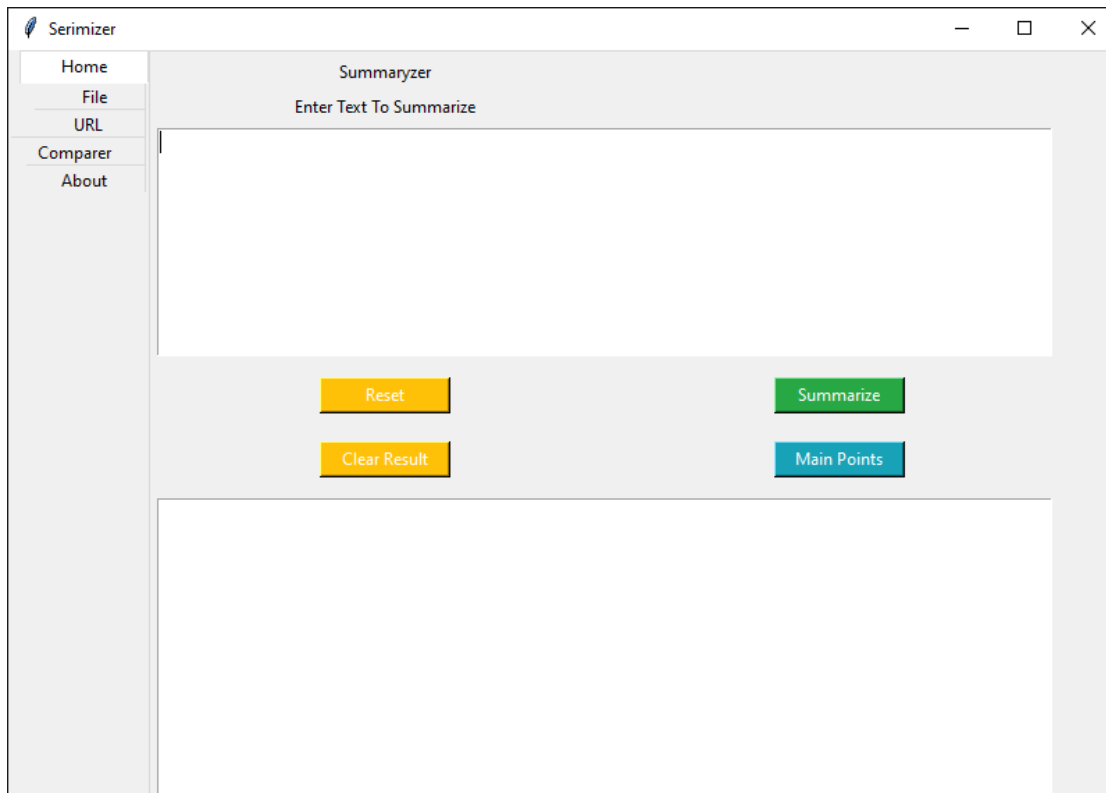 Serimizer
Home
File
URL
Comparer
About
Summaryzer
Enter Text To Summarize
Reset
Summarize
Clear Result
Main Points